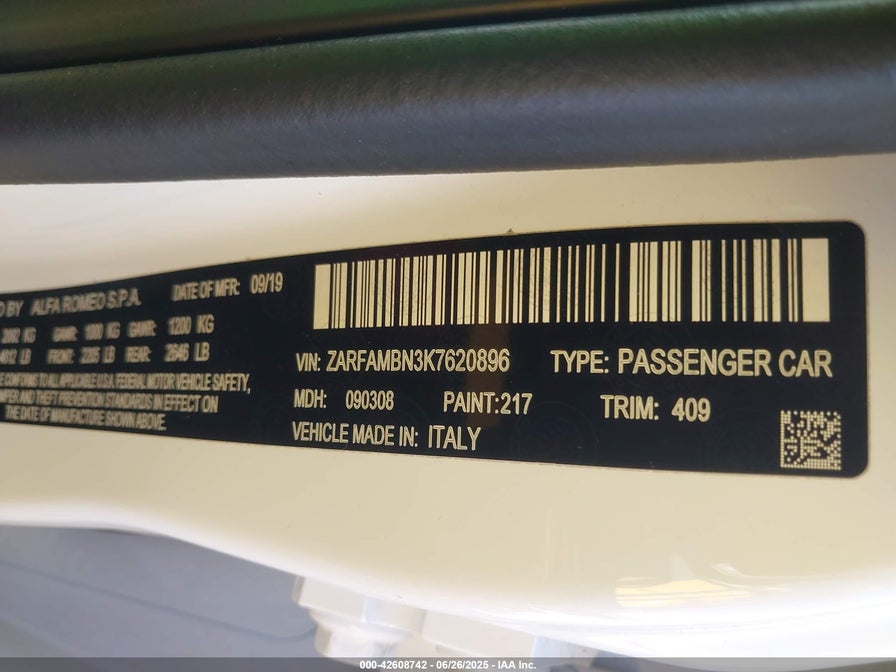 D BY ALFA ROMEO S.P.A. DATE OF MFR: 09/19
KG GAWR: 1000 KG GAWR: 1200 KG
LB FRONT: 2205 LB REAR: 2646 LB
CONFORMS TO ALL APPLICABLE U.S.A. FEDERAL MOTOR VEHICLE SAFETY,
AND THEFT PREVENTION STANDARDS IN EFFECT ON
THE DATE OF MANUFACTURE SHOWN ABOVE.
VIN: ZARFAMBN3K7620896 TYPE: PASSENGER CAR
MDH: 090308 PAINT:217 TRIM: 409
VEHICLE MADE IN: ITALY
000-42608742 - 06/26/2025 - IAA Inc.